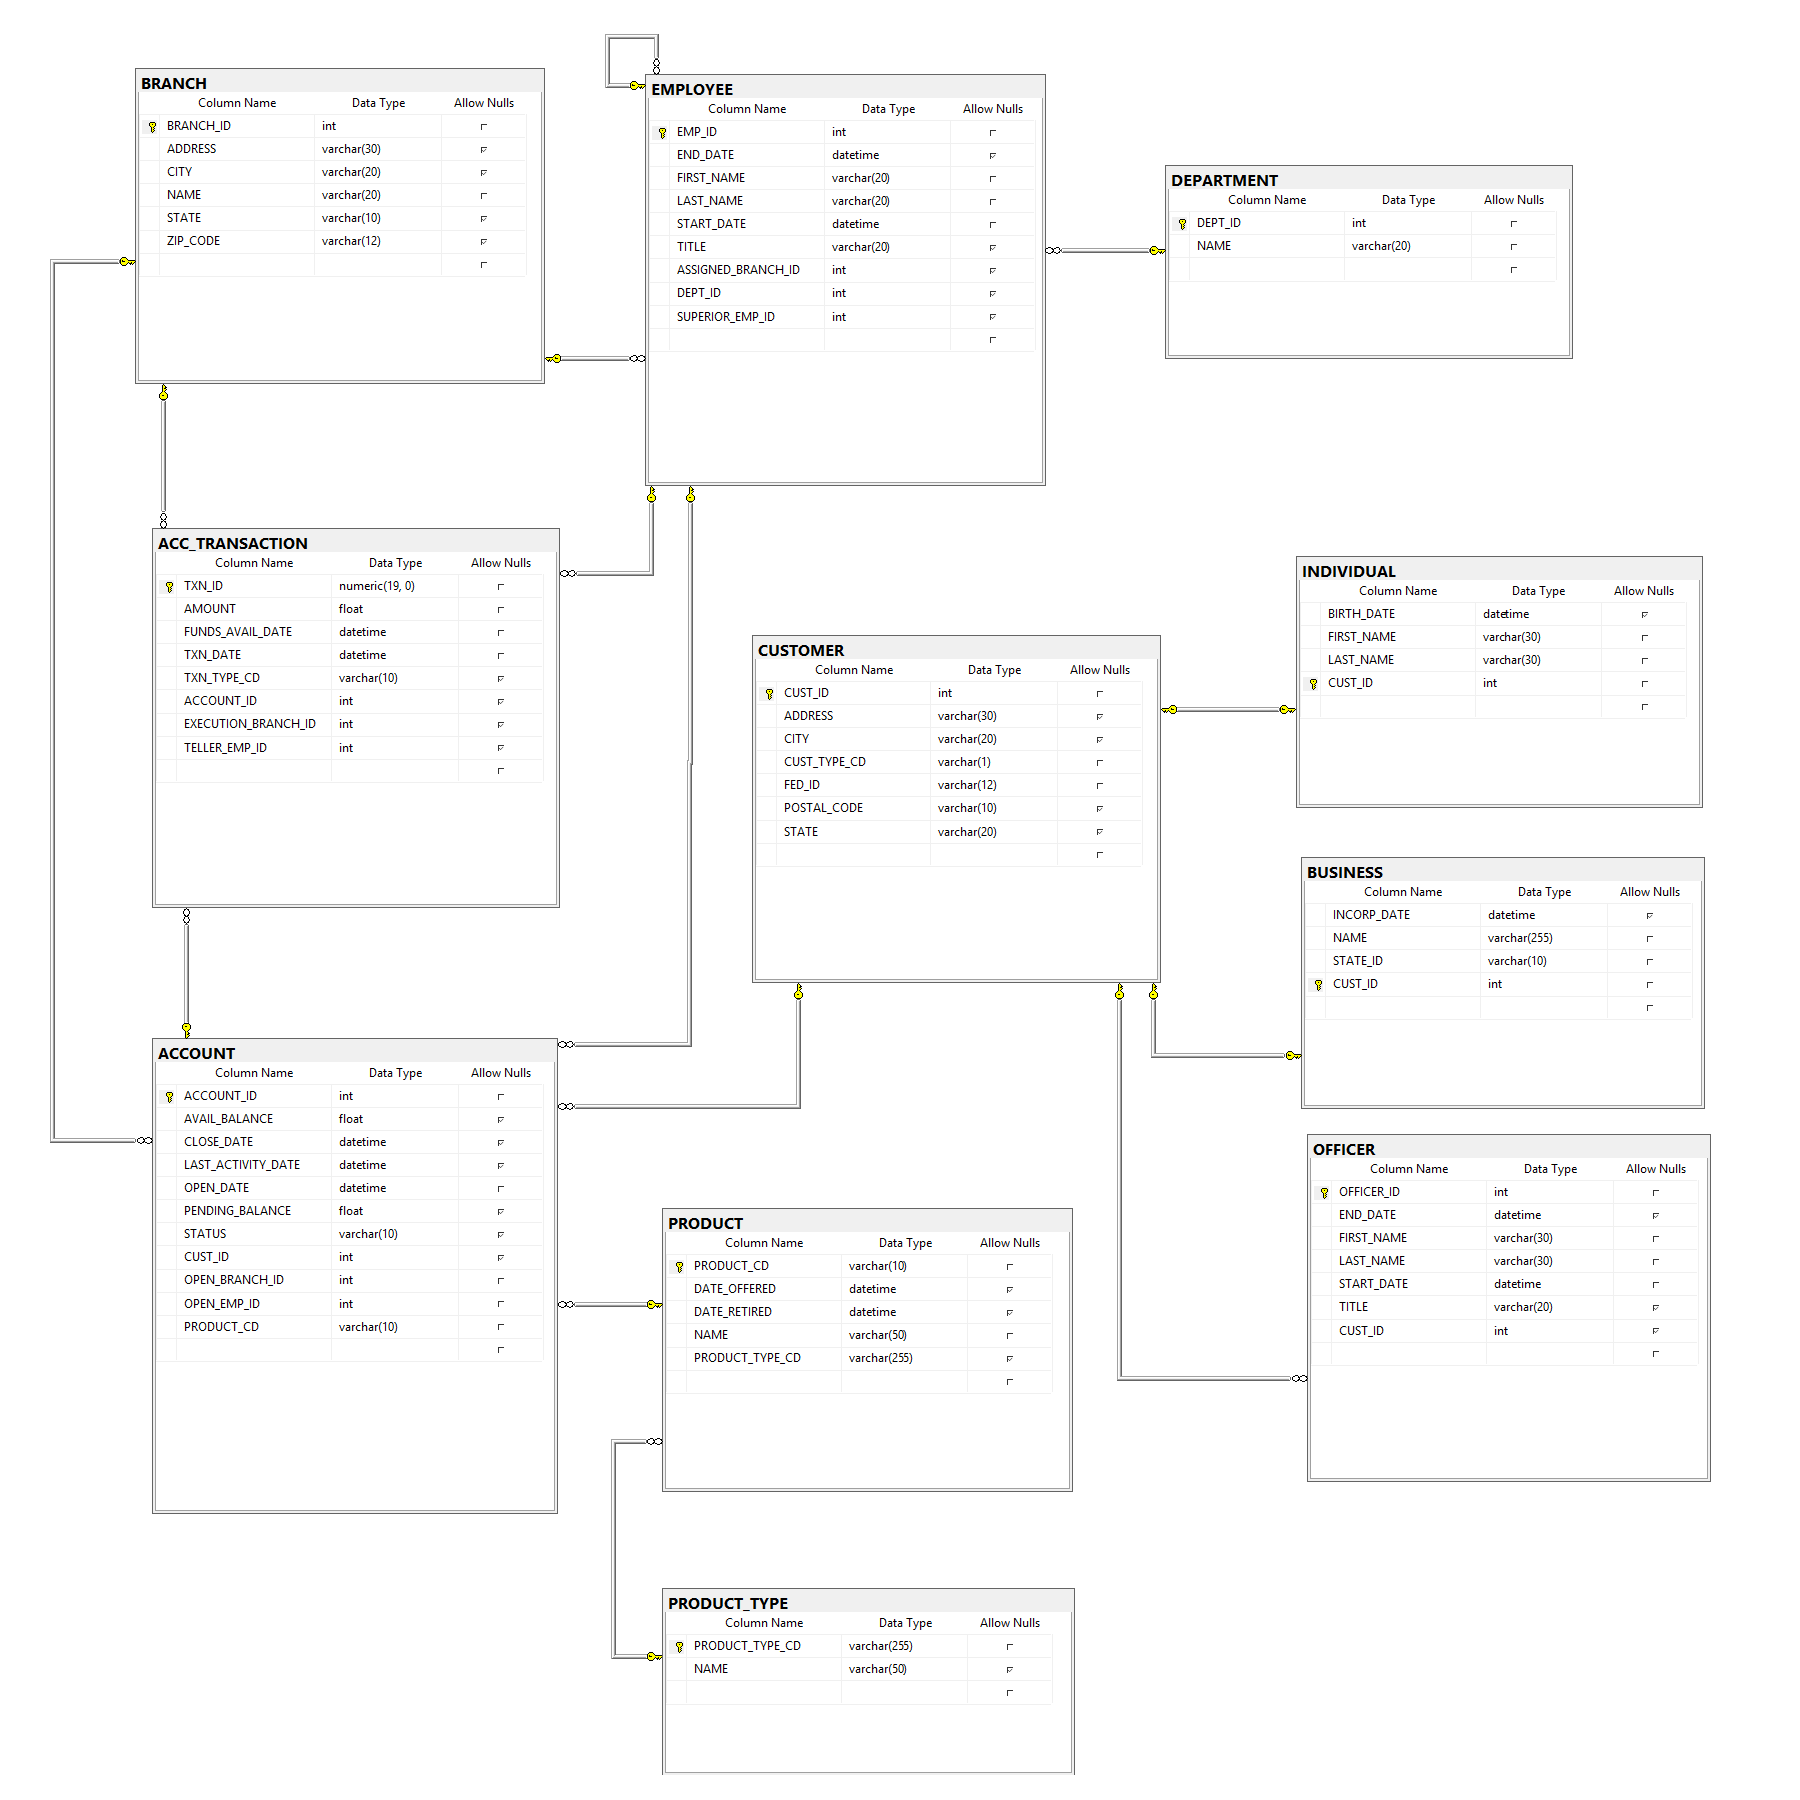 BRANCH
Column Name Data Type Allow Nulls
BRANCH_ID int
ADDRESS varchar(30)
CITY varchar(20)
NAME varchar(20)
STATE varchar(10)
ZIP_CODE varchar(12)
EMPLOYEE
Column Name Data Type Allow Nulls
EMP_ID int
END_DATE datetime
FIRST_NAME varchar(20)
LAST_NAME varchar(20)
START_DATE datetime
TITLE varchar(20)
ASSIGNED_BRANCH_ID int
DEPT_ID int
SUPERIOR_EMP_ID int
DEPARTMENT
Column Name Data Type Allow Nulls
DEPT_ID int
NAME varchar(20)
ACC_TRANSACTION
Column Name Data Type Allow Nulls
TXN_ID numeric(19, 0)
AMOUNT float
FUNDS_AVAIL_DATE datetime
TXN_DATE datetime
TXN_TYPE_CD varchar(10)
ACCOUNT_ID int
EXECUTION_BRANCH_ID int
TELLER_EMP_ID int
CUSTOMER
Column Name Data Type Allow Nulls
CUST_ID int
ADDRESS varchar(30)
CITY varchar(20)
CUST_TYPE_CD varchar(1)
FED_ID varchar(12)
POSTAL_CODE varchar(10)
STATE varchar(20)
INDIVIDUAL
Column Name Data Type Allow Nulls
BIRTH_DATE datetime
FIRST_NAME varchar(30)
LAST_NAME varchar(30)
CUST_ID int
BUSINESS
Column Name Data Type Allow Nulls
INCORP_DATE datetime
NAME varchar(255)
STATE_ID varchar(10)
CUST_ID int
ACCOUNT
Column Name Data Type Allow Nulls
ACCOUNT_ID int
AVAIL_BALANCE float
CLOSE_DATE datetime
LAST_ACTIVITY_DATE datetime
OPEN_DATE datetime
PENDING_BALANCE float
STATUS varchar(10)
CUST_ID int
OPEN_BRANCH_ID int
OPEN_EMP_ID int
PRODUCT_CD varchar(10)
OFFICER
Column Name Data Type Allow Nulls
OFFICER_ID int
END_DATE datetime
FIRST_NAME varchar(30)
LAST_NAME varchar(30)
START_DATE datetime
TITLE varchar(20)
CUST_ID int
PRODUCT
Column Name Data Type Allow Nulls
PRODUCT_CD varchar(10)
DATE_OFFERED datetime
DATE_RETIRED datetime
NAME varchar(50)
PRODUCT_TYPE_CD varchar(255)
PRODUCT_TYPE
Column Name Data Type Allow Nulls
PRODUCT_TYPE_CD varchar(255)
NAME varchar(50)